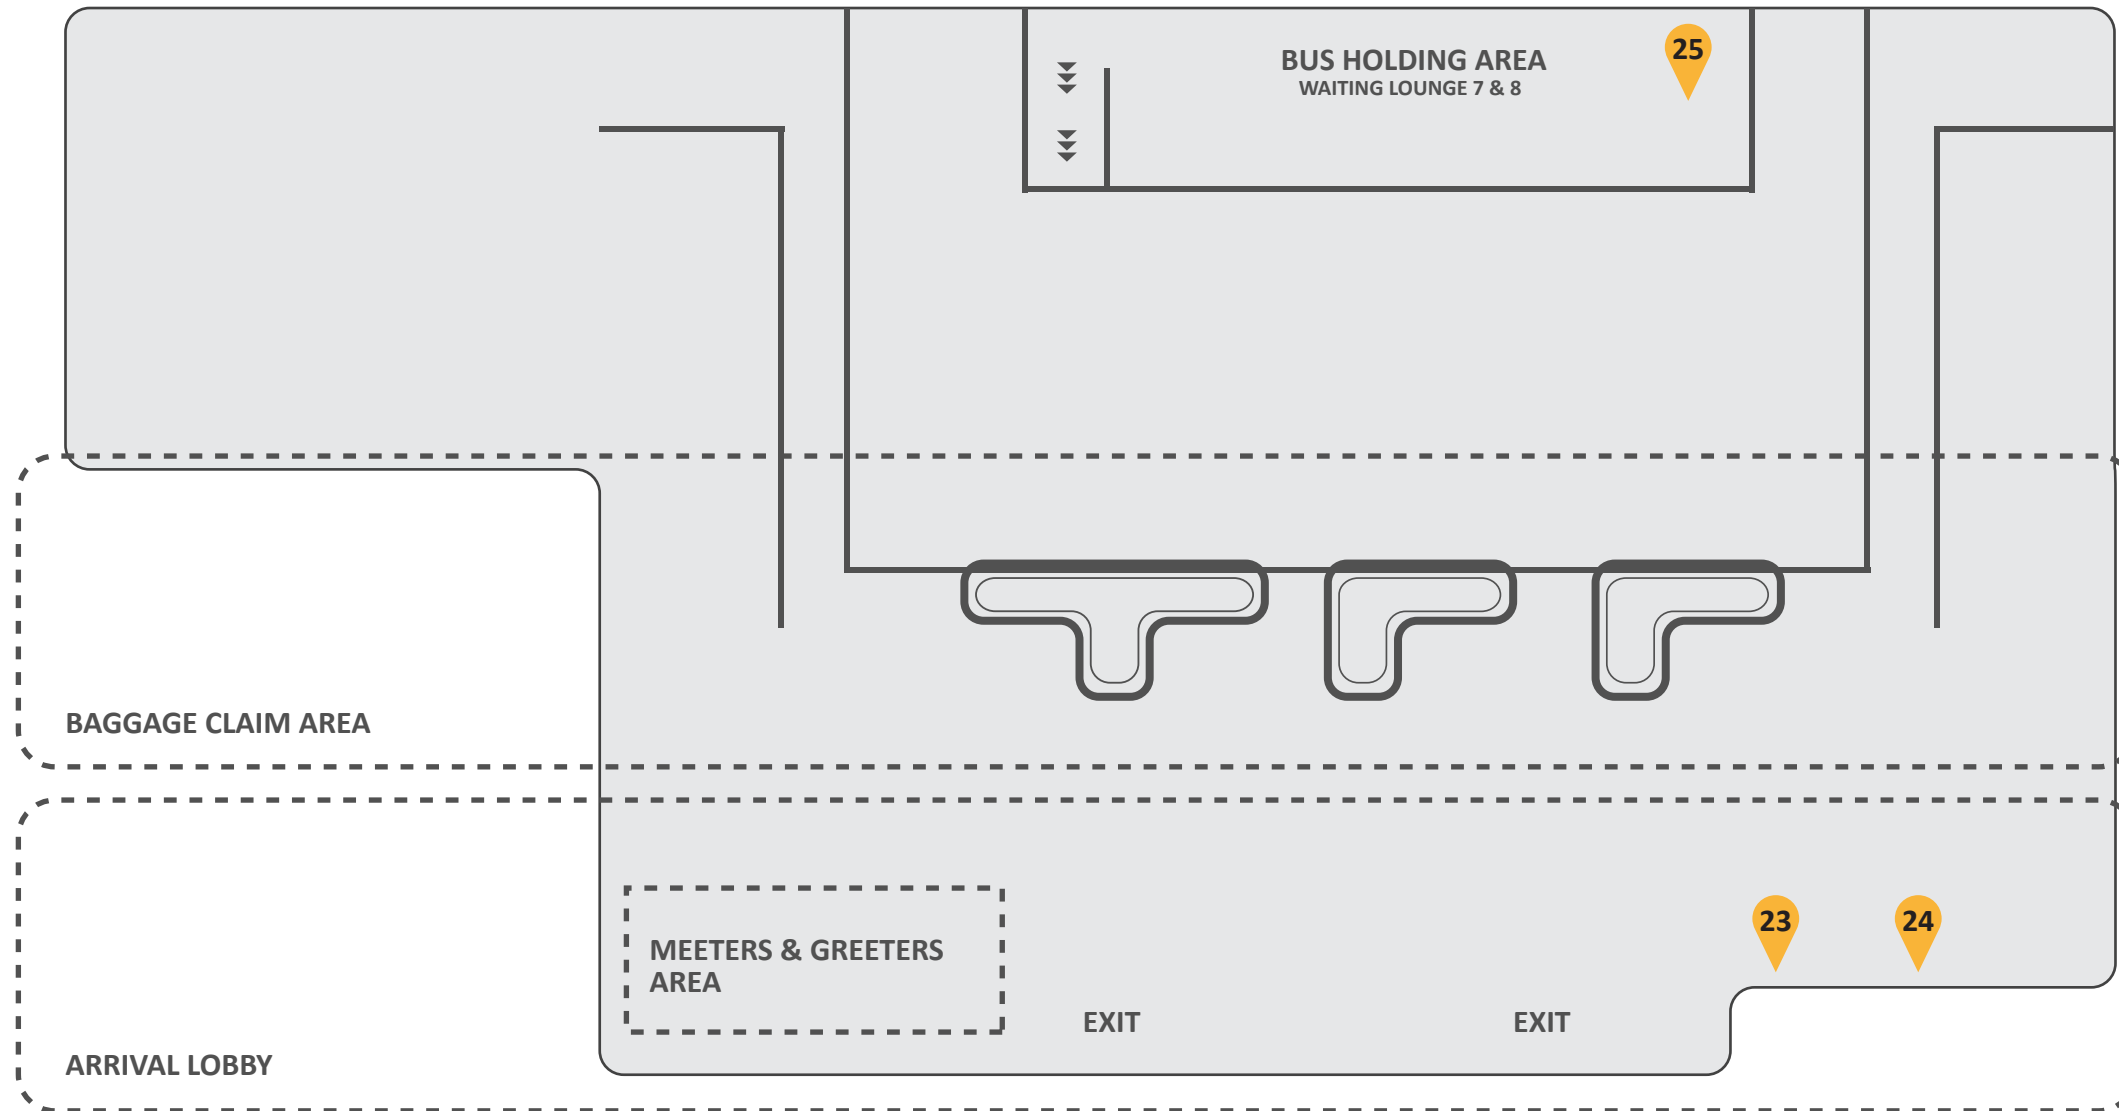 BUS HOLDING AREA
WAITING LOUNGE 7 & 8
25
BAGGAGE CLAIM AREA
23
24
MEETERS & GREETERS
AREA
EXIT
EXIT
ARRIVAL LOBBY